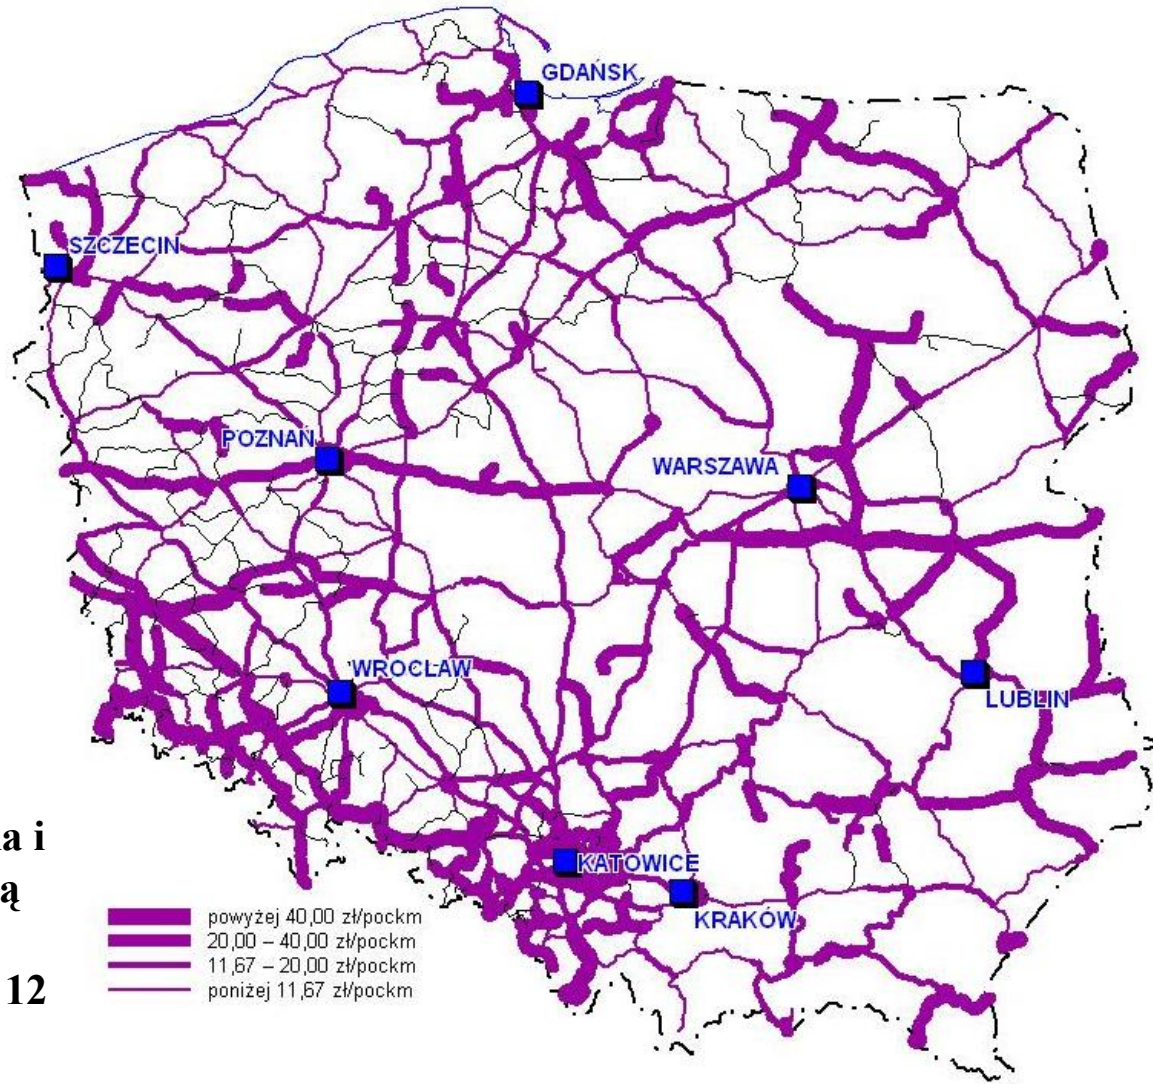 GDAŃSK
SZCZECIN
POZNAŃ
WARSZAWA
WROCŁAW
LUBLIN
KATOWICE
KRAKÓW
a i
ą
12
powyżej 40,00 zł/pockm
20,00 – 40,00 zł/pockm
11,67 – 20,00 zł/pockm
poniżej 11,67 zł/pockm